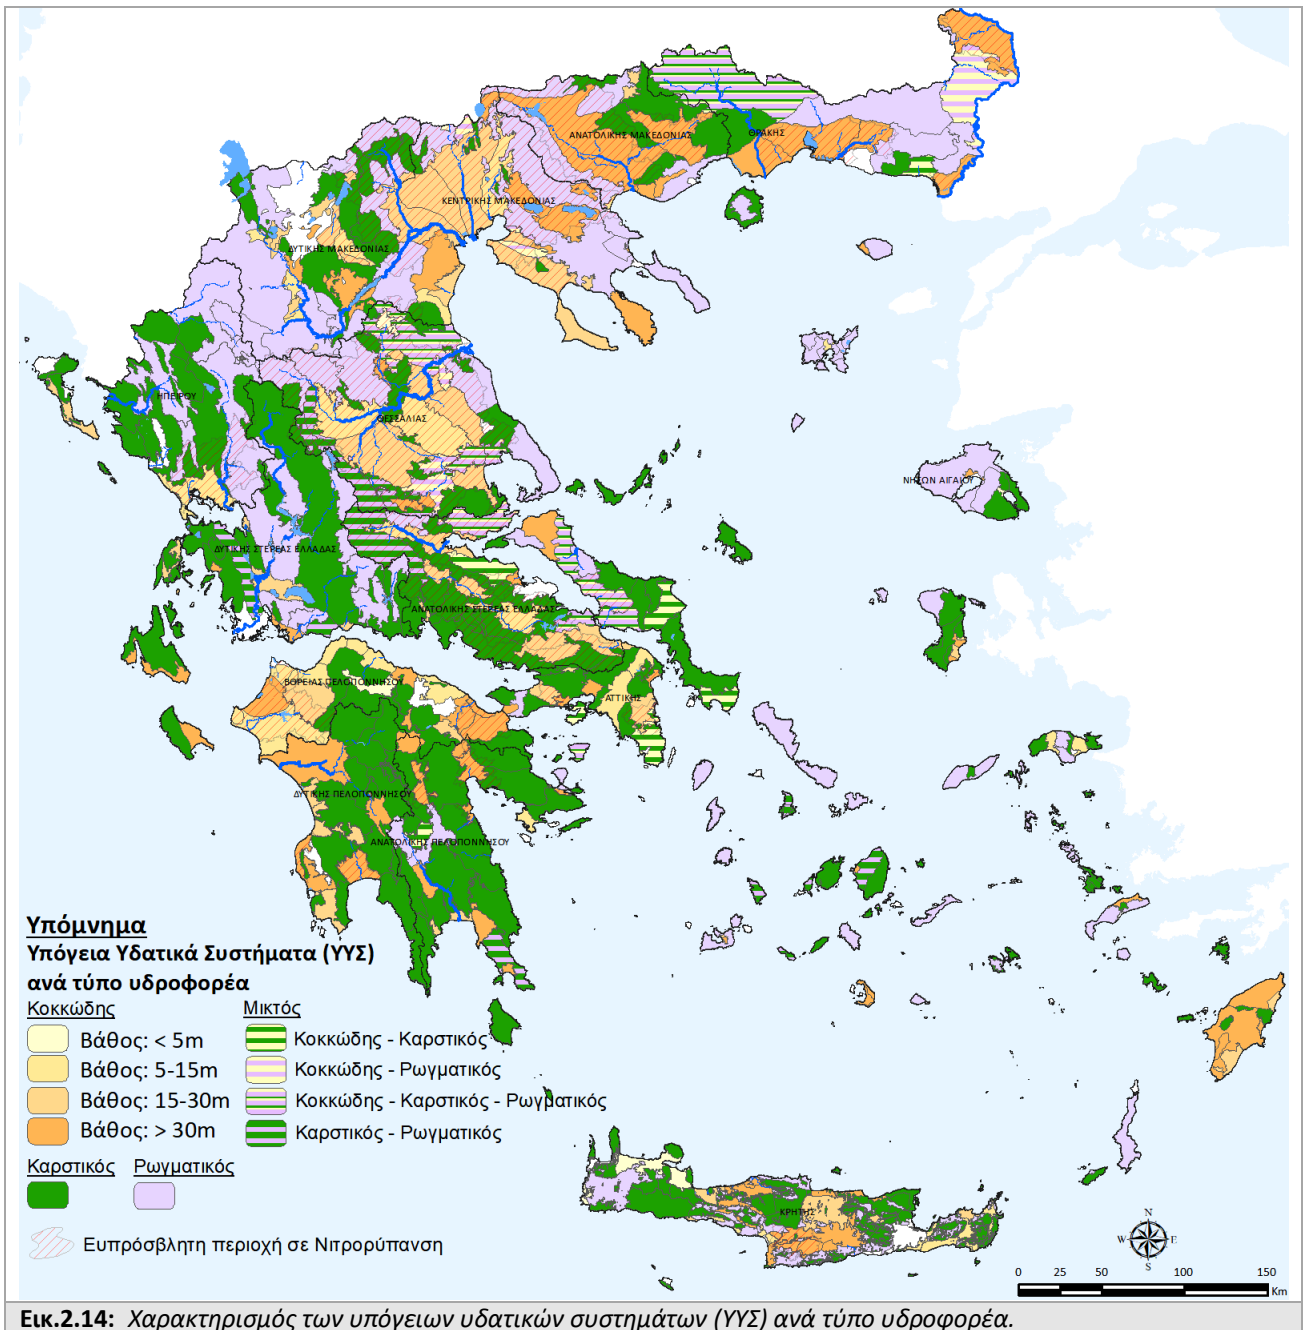 ΑΝΑΤΟΛΙΚΗΣ ΜΑΚΕΔΟΝΙΑΣ
ΘΡΑΚΗΣ
ΚΕΝΤΡΙΚΗΣ ΜΑΚΕΔΟΝΙΑΣ
ΔΥΤΙΚΗΣ ΜΑΚΕΔΟΝΙΑΣ
ΗΠΕΙΡΟΥ
ΘΕΣΣΑΛΙΑΣ
ΝΗΣΩΝ ΑΙΓΑΙΟΥ
ΔΥΤΙΚΗΣ ΣΤΕΡΕΑΣ ΕΛΛΑΔΑΣ
ΑΝΑΤΟΛΙΚΗΣ ΣΤΕΡΕΑΣ ΕΛΛΑΔΑΣ
ΒΟΡΕΙΑΣ ΠΕΛΟΠΟΝΝΗΣΟΥ
ΑΤΤΙΚΗΣ
ΔΥΤΙΚΗΣ ΠΕΛΟΠΟΝΝΗΣΟΥ
ΑΝΑΤΟΛΙΚΗΣ ΠΕΛΟΠΟΝΝΗΣΟΥ
ΚΡΗΤΗΣ
Υπόμνημα
Υπόγεια Υδατικά Συστήματα (ΥΥΣ)
ανά τύπο υδροφορέα
Κοκκώδης
Βάθος: < 5m
Βάθος: 5-15m
Βάθος: 15-30m
Βάθος: > 30m
Μικτός
Κοκκώδης - Καρστικός
Κοκκώδης - Ρωγματικός
Κοκκώδης - Καρστικός - Ρωγματικός
Καρστικός - Ρωγματικός
Καρστικός Ρωγματικός
Ευπρόσβλητη περιοχή σε Νιτρορύπανση
N
W E
S
0 25 50 100 150
Km
Εικ.2.14: Χαρακτηρισμός των υπόγειων υδατικών συστημάτων (ΥΥΣ) ανά τύπο υδροφορέα.